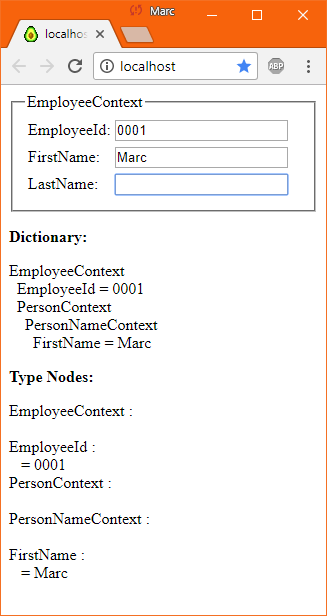 Marc
localhos
localhost
ABP
EmployeeContext
EmployeeId: 0001
FirstName: Marc
LastName:
Dictionary:
EmployeeContext
EmployeeId = 0001
PersonContext
PersonNameContext
FirstName = Marc
Type Nodes:
EmployeeContext :
EmployeeId :
= 0001
PersonContext :
PersonNameContext :
FirstName :
= Marc